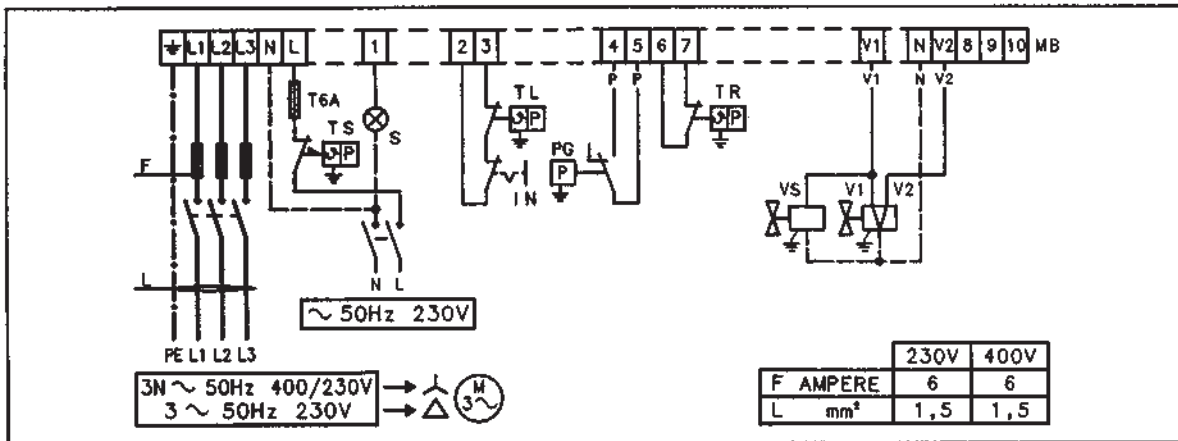 ⏚ L1 L2 L3 N L 1 2 3 4 5 6 7 V1 N V2 8 9 10 MB
P P V1 N V2
T6A
TS
P
S
TL
P
IN
PG
P
TR
P
F
VS V1 V2
L
N L
~ 50Hz 230V
PE L1 L2 L3
3N ~ 50Hz 400/230V
3 ~ 50Hz 230V
M
3~
230V 400V
F AMPERE 6 6
L mm² 1,5 1,5